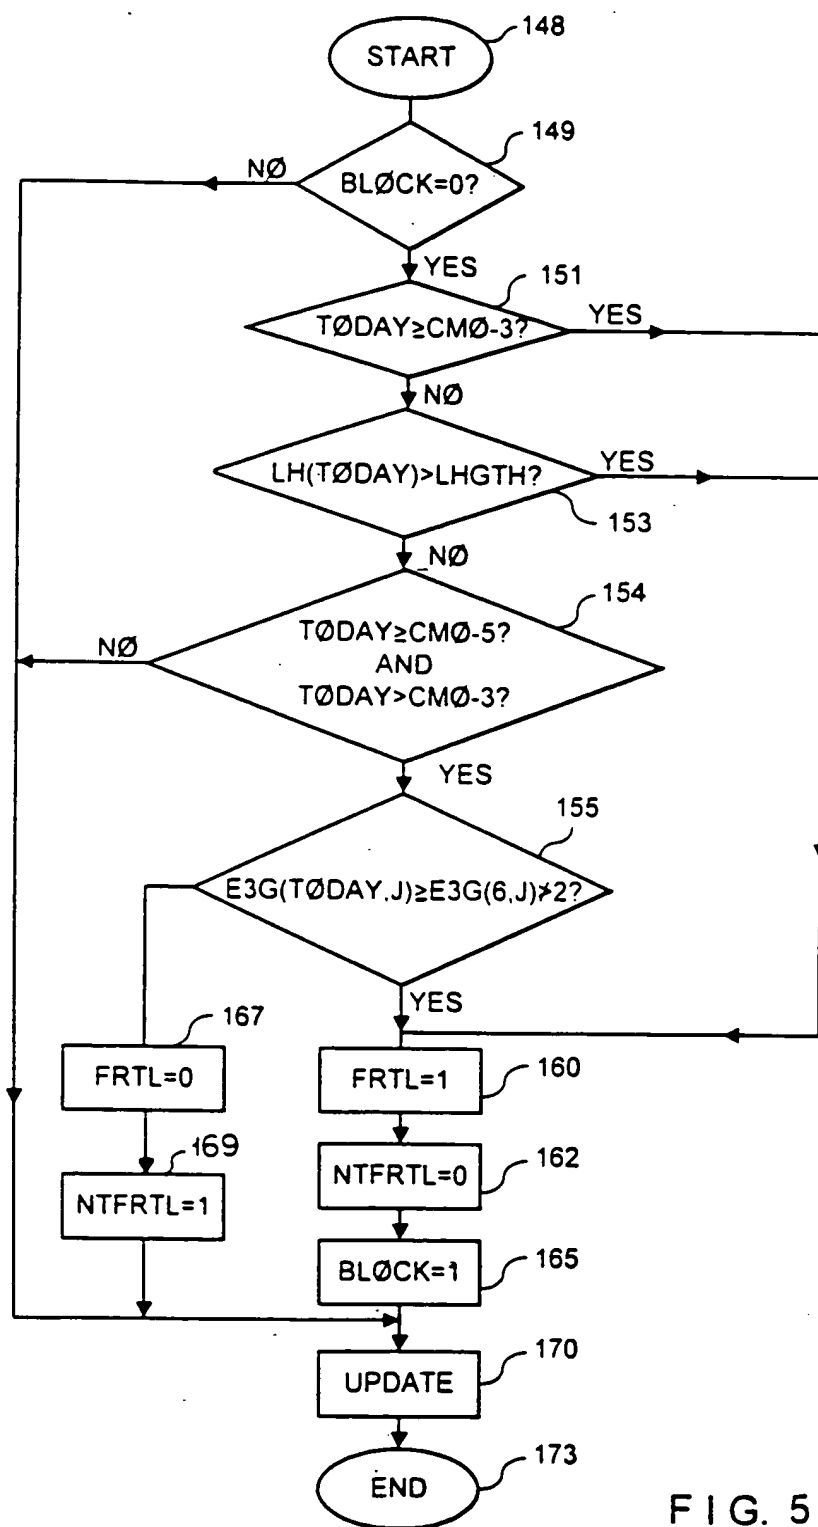 148
START
149
NØ
BLØCK=0?
YES
151
TØDAY≥CMØ-3?
YES
NØ
LH(TØDAY)>LHGTH?
YES
153
NØ
154
TØDAY≥CMØ-5?
AND
TØDAY>CMØ-3?
NØ
YES
155
E3G(TØDAY,J)≥E3G(6,J)*2?
YES
167
FRTL=0
FRTL=1
160
169
NTFRTL=1
NTFRTL=0
162
BLØCK=1
165
UPDATE
170
END
173
FIG. 5